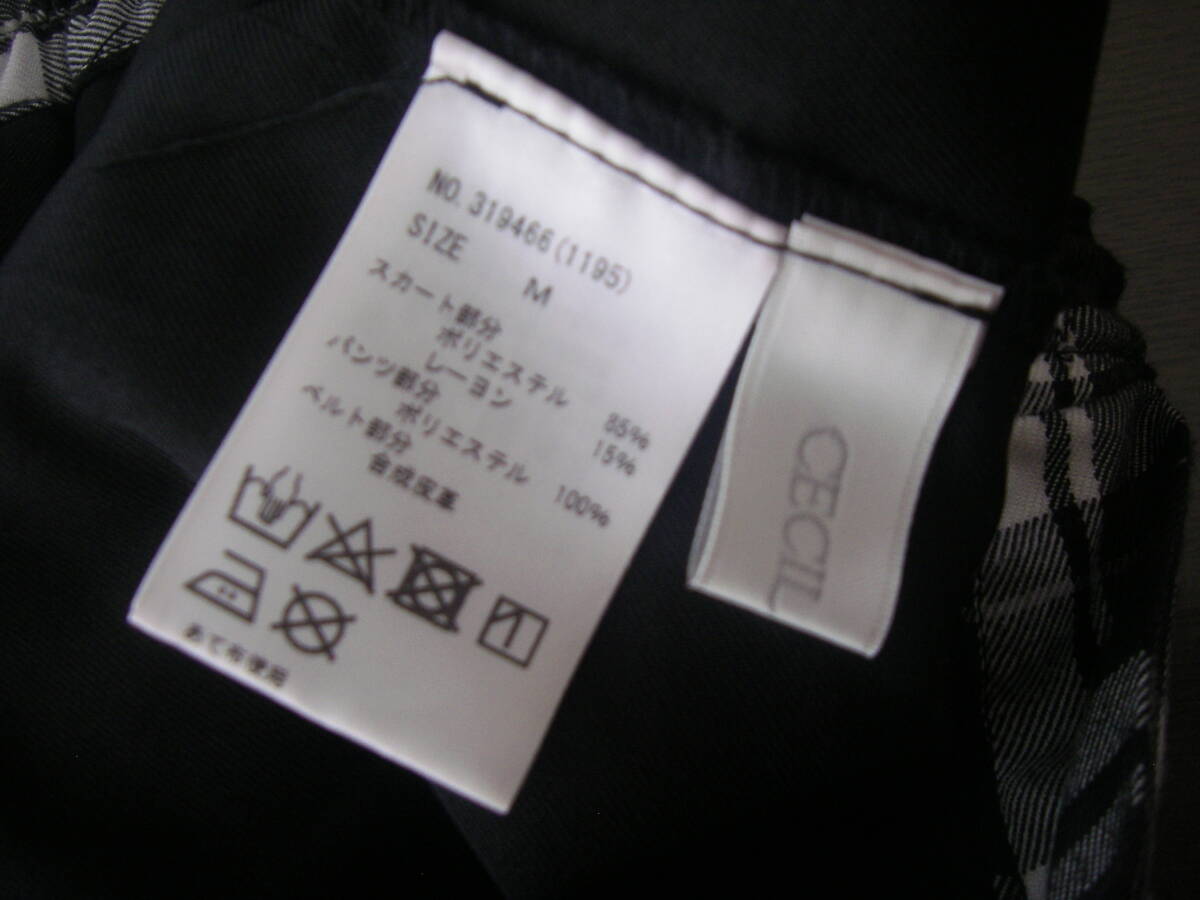 NO.319466(1195)
SIZE M
スカート部分
ポリエステル 85%
レーヨン 15%
パンツ部分
ポリエステル 100%
ベルト部分
合成皮革
あて布使用
CECIL